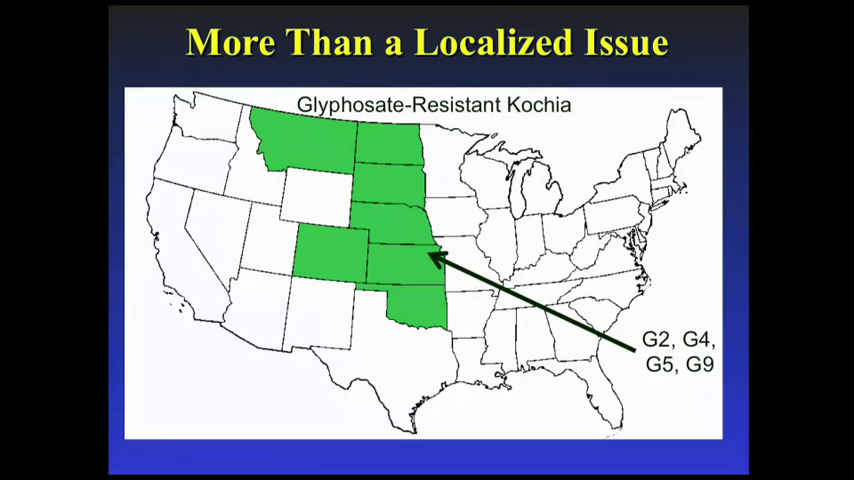 More Than a Localized Issue
Glyphosate-Resistant Kochia
G2, G4,
G5, G9